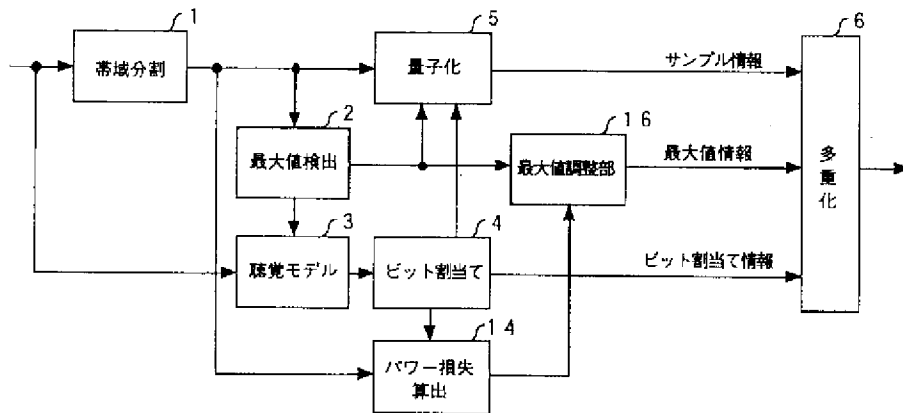 1
帯域分割
5
量子化
サンプル情報
6
多重化
2
最大値検出
16
最大値調整部
最大値情報
3
聴覚モデル
4
ビット割当て
ビット割当て情報
14
パワー損失
算出